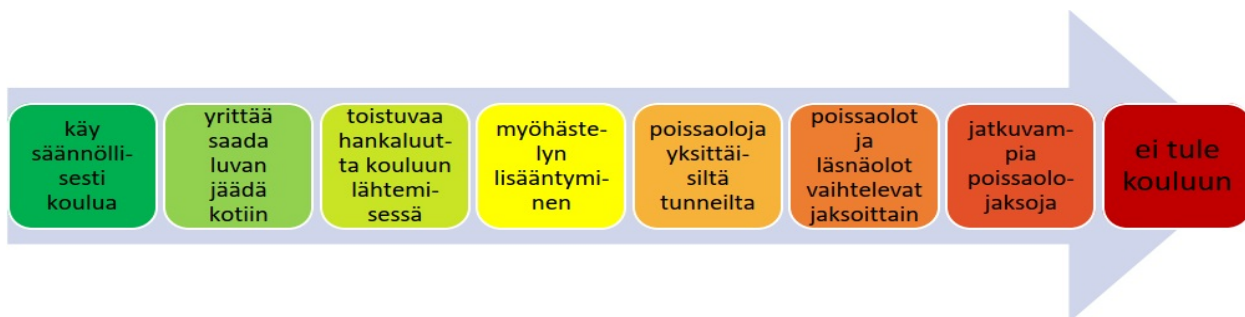 käy
säännölli-
sesti
koulua
yrittää
saada
luvan
jäädä
kotiin
toistuvaa
hankaluut-
ta kouluun
lähtemi-
sessä
myöhäste-
lyn
lisääntymi-
nen
poissaoloja
yksittäi-
siltä
tunneilta
poissaolot
ja
läsnäolot
vaihtelevat
jaksoittain
jatkuvam-
pia
poissaolo-
jaksoja
ei tule
kouluun